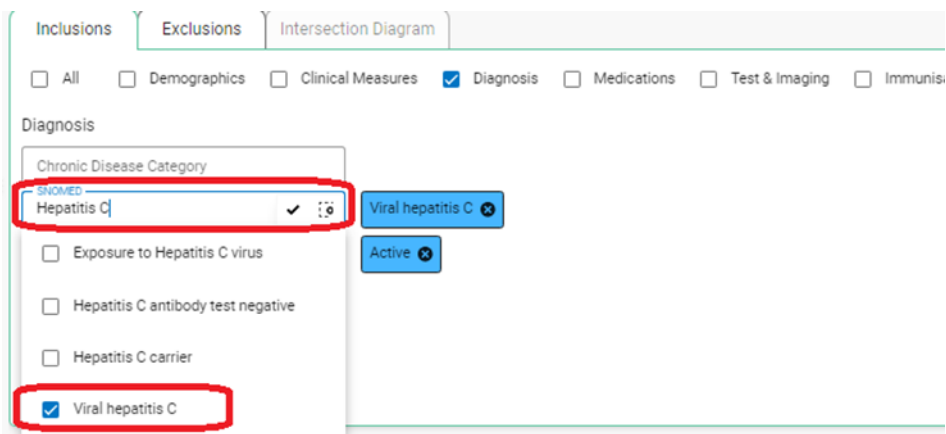 Inclusions Exclusions Intersection Diagram
All Demographics Clinical Measures Diagnosis Medications Test & Imaging Immunisa
Diagnosis
Chronic Disease Category
SNOMED
Hepatitis C Viral hepatitis C
Exposure to Hepatitis C virus Active
Hepatitis C antibody test negative
Hepatitis C carrier
Viral hepatitis C